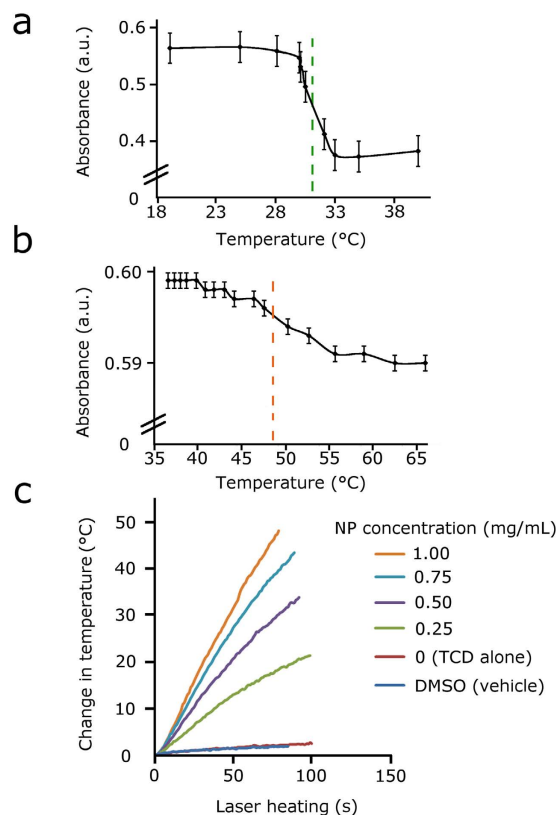 a
Absorbance (a.u.)
0.6
0.5
0.4
0
18 23 28 33 38
Temperature (°C)
b
Absorbance (a.u.)
0.60
0.59
0
35 40 45 50 55 60 65
Temperature (°C)
c
Change in temperature (°C)
50
40
30
20
10
0
0 50 100 150
Laser heating (s)
NP concentration (mg/mL)
1.00
0.75
0.50
0.25
0 (TCD alone)
DMSO (vehicle)